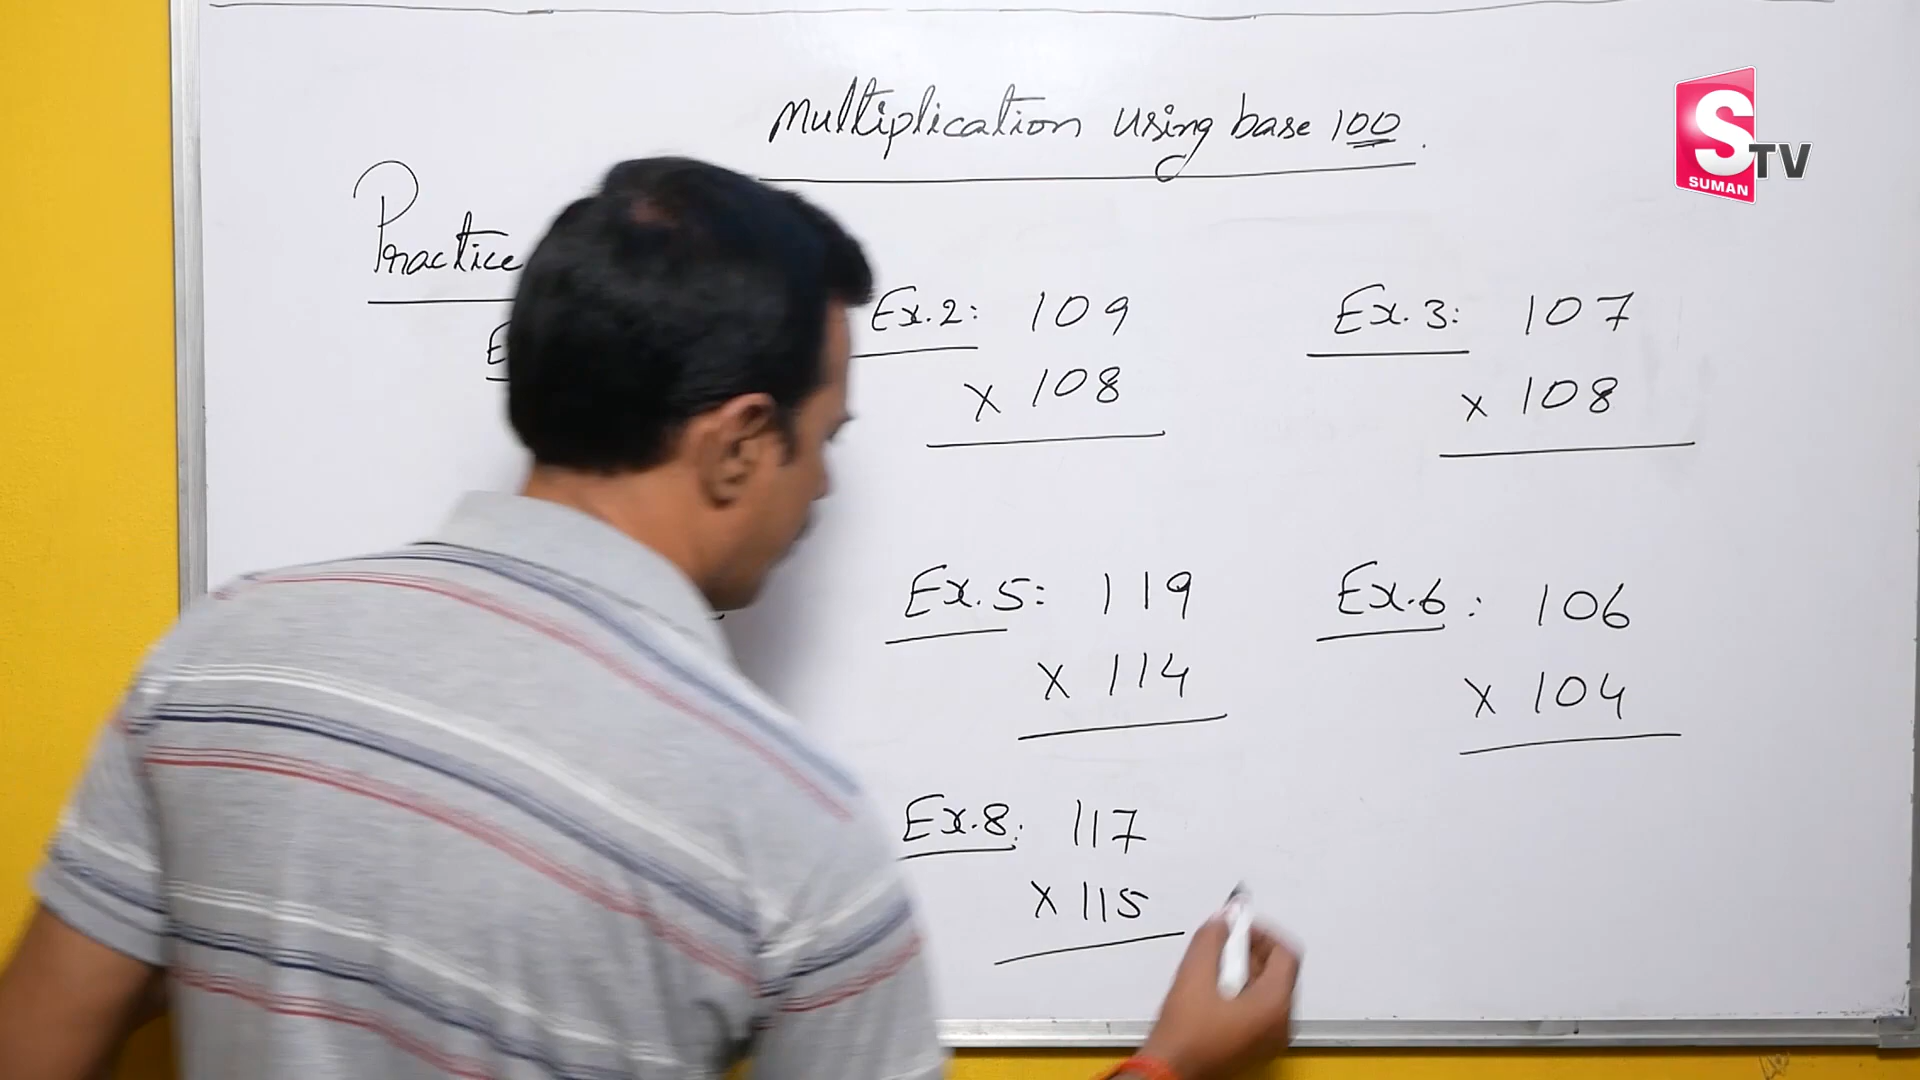 Multiplication using base 100.
S TV
SUMAN
Practice
Ex.2: 109
x 108
Ex.3: 107
x 108
Ex.5: 119
x 114
Ex.6: 106
x 104
Ex.8: 117
x 115